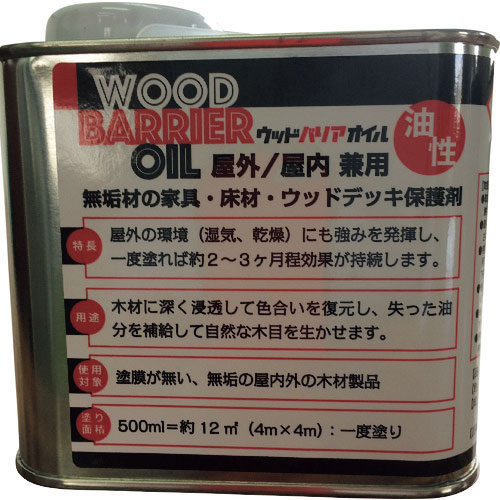 WOOD
BARRIER ウッドバリアオイル
OIL 屋外/屋内 兼用
油性
無垢材の家具・床材・ウッドデッキ保護剤
特長
屋外の環境（湿気、乾燥）にも強みを発揮し、
一度塗れば約２～３ヶ月程効果が持続します。
用途
木材に深く浸透して色合いを復元し、失った油
分を補給して自然な木目を生かせます。
使用
対象
塗膜が無い、無垢の屋内外の木材製品
塗り
面積
500ml＝約 12 ㎡（4m×4m）：一度塗り